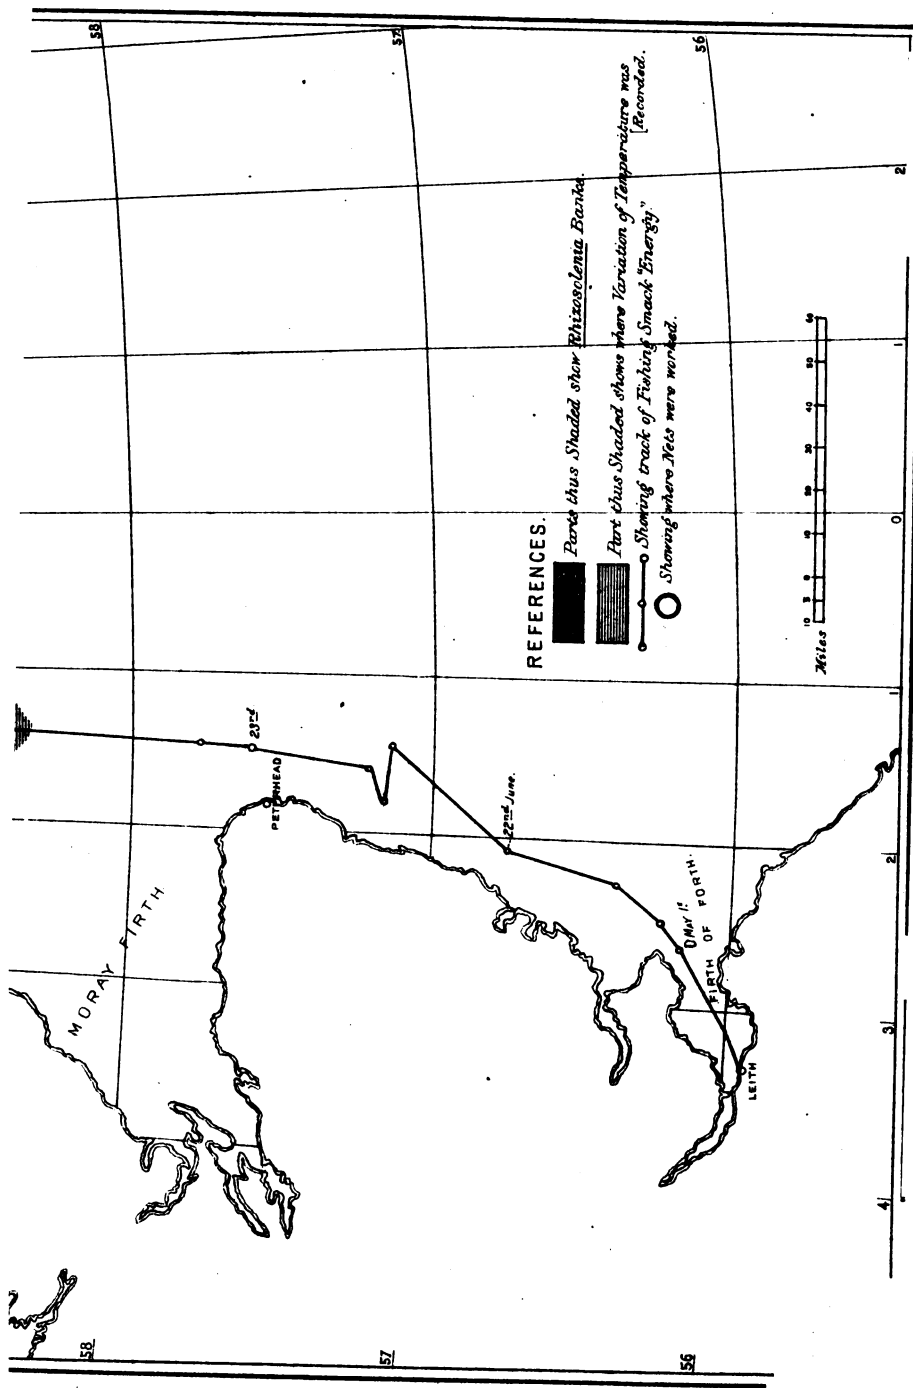 58
57
56
REFERENCES.
Parts thus Shaded show Rhizosolenia Banks.
Part thus Shaded shows where Variation of Temperature was
[Recorded.
Showing track of Fishing Smack "Energy."
Showing where Nets were worked.
Miles
10 5 0 10 20 30 40 50 60
2
1
0
1
2
3
4
23rd
PETERHEAD
22nd June.
MORAY FIRTH
MAY I.
FIRTH OF FORTH.
LEITH
58
57
56